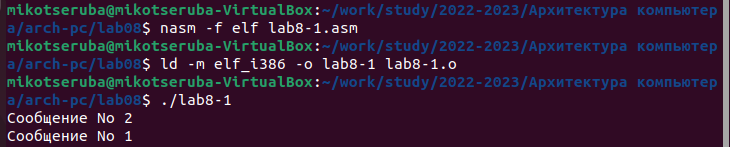 mikotseruba@mikotseruba-VirtualBox:~/work/study/2022-2023/Архитектура компьютер
а/arch-pc/lab08$ nasm -f elf lab8-1.asm
mikotseruba@mikotseruba-VirtualBox:~/work/study/2022-2023/Архитектура компьютер
а/arch-pc/lab08$ ld -m elf_i386 -o lab8-1 lab8-1.o
mikotseruba@mikotseruba-VirtualBox:~/work/study/2022-2023/Архитектура компьютер
а/arch-pc/lab08$ ./lab8-1
Сообщение No 2
Сообщение No 1